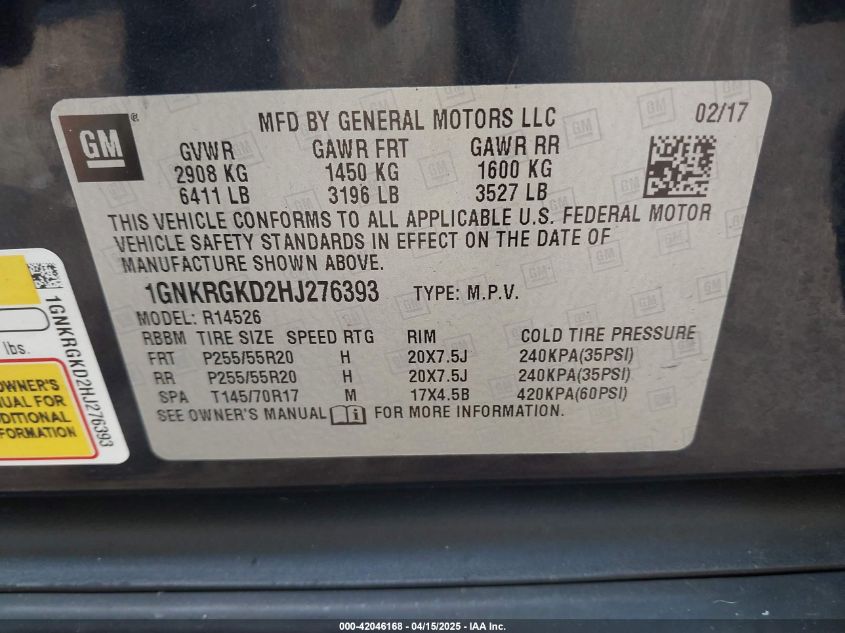 GM
®
MFD BY GENERAL MOTORS LLC
02/17
GVWR GAWR FRT GAWR RR
2908 KG 1450 KG 1600 KG
6411 LB 3196 LB 3527 LB
THIS VEHICLE CONFORMS TO ALL APPLICABLE U.S. FEDERAL MOTOR
VEHICLE SAFETY STANDARDS IN EFFECT ON THE DATE OF
MANUFACTURE SHOWN ABOVE.
1GNKRGKD2HJ276393 TYPE: M.P.V.
MODEL: R14526
RBBM TIRE SIZE SPEED RTG RIM COLD TIRE PRESSURE
FRT P255/55R20 H 20X7.5J 240KPA(35PSI)
RR P255/55R20 H 20X7.5J 240KPA(35PSI)
SPA T145/70R17 M 17X4.5B 420KPA(60PSI)
SEE OWNER'S MANUAL FOR MORE INFORMATION.
1GNKRGKD2HJ276393
lbs.
OWNER'S
FOR
000-42046168 - 04/15/2025 - IAA Inc.